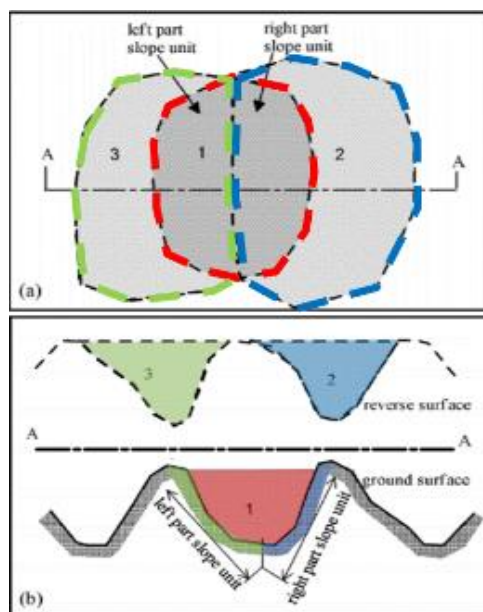 left part
slope unit
right part
slope unit
A
3
1
2
A
(a)
3
2
reverse surface
A
A
ground surface
1
left part slope unit
right part slope unit
(b)